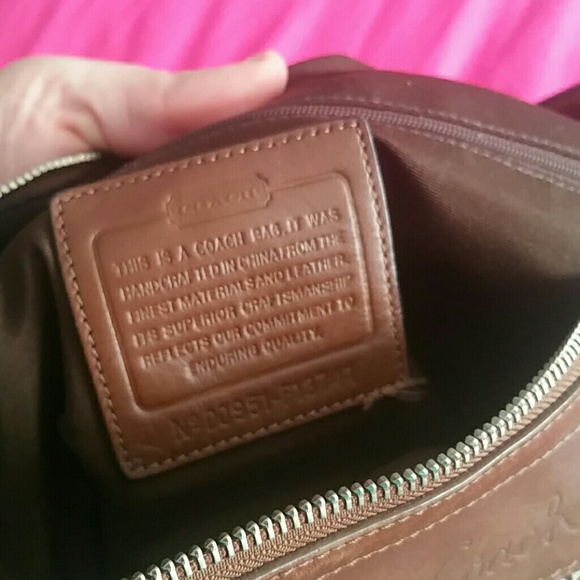 COACH
THIS IS A COACH BAG. IT WAS
HANDCRAFTED IN CHINA FROM THE
FINEST MATERIALS AND LEATHER.
ITS SUPERIOR CRAFTSMANSHIP
REFLECTS OUR COMMITMENT TO
ENDURING QUALITY.